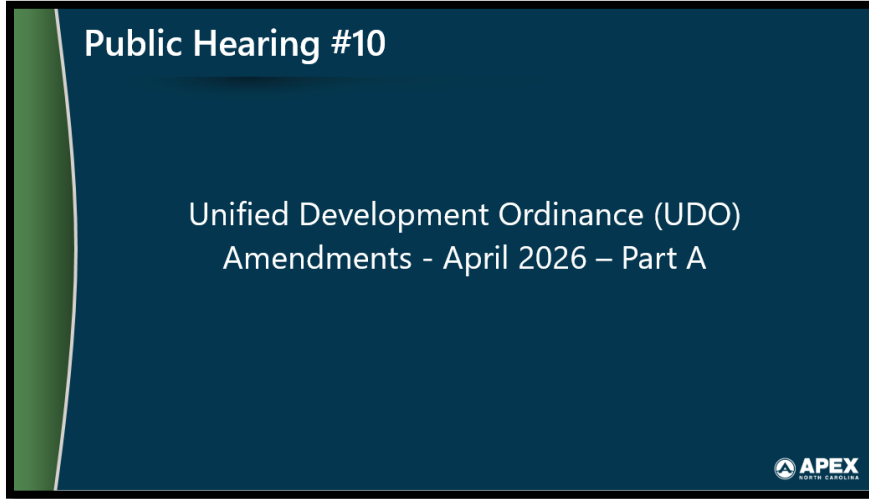 Public Hearing #10
Unified Development Ordinance (UDO)
Amendments - April 2026 – Part A
APEX
NORTH CAROLINA